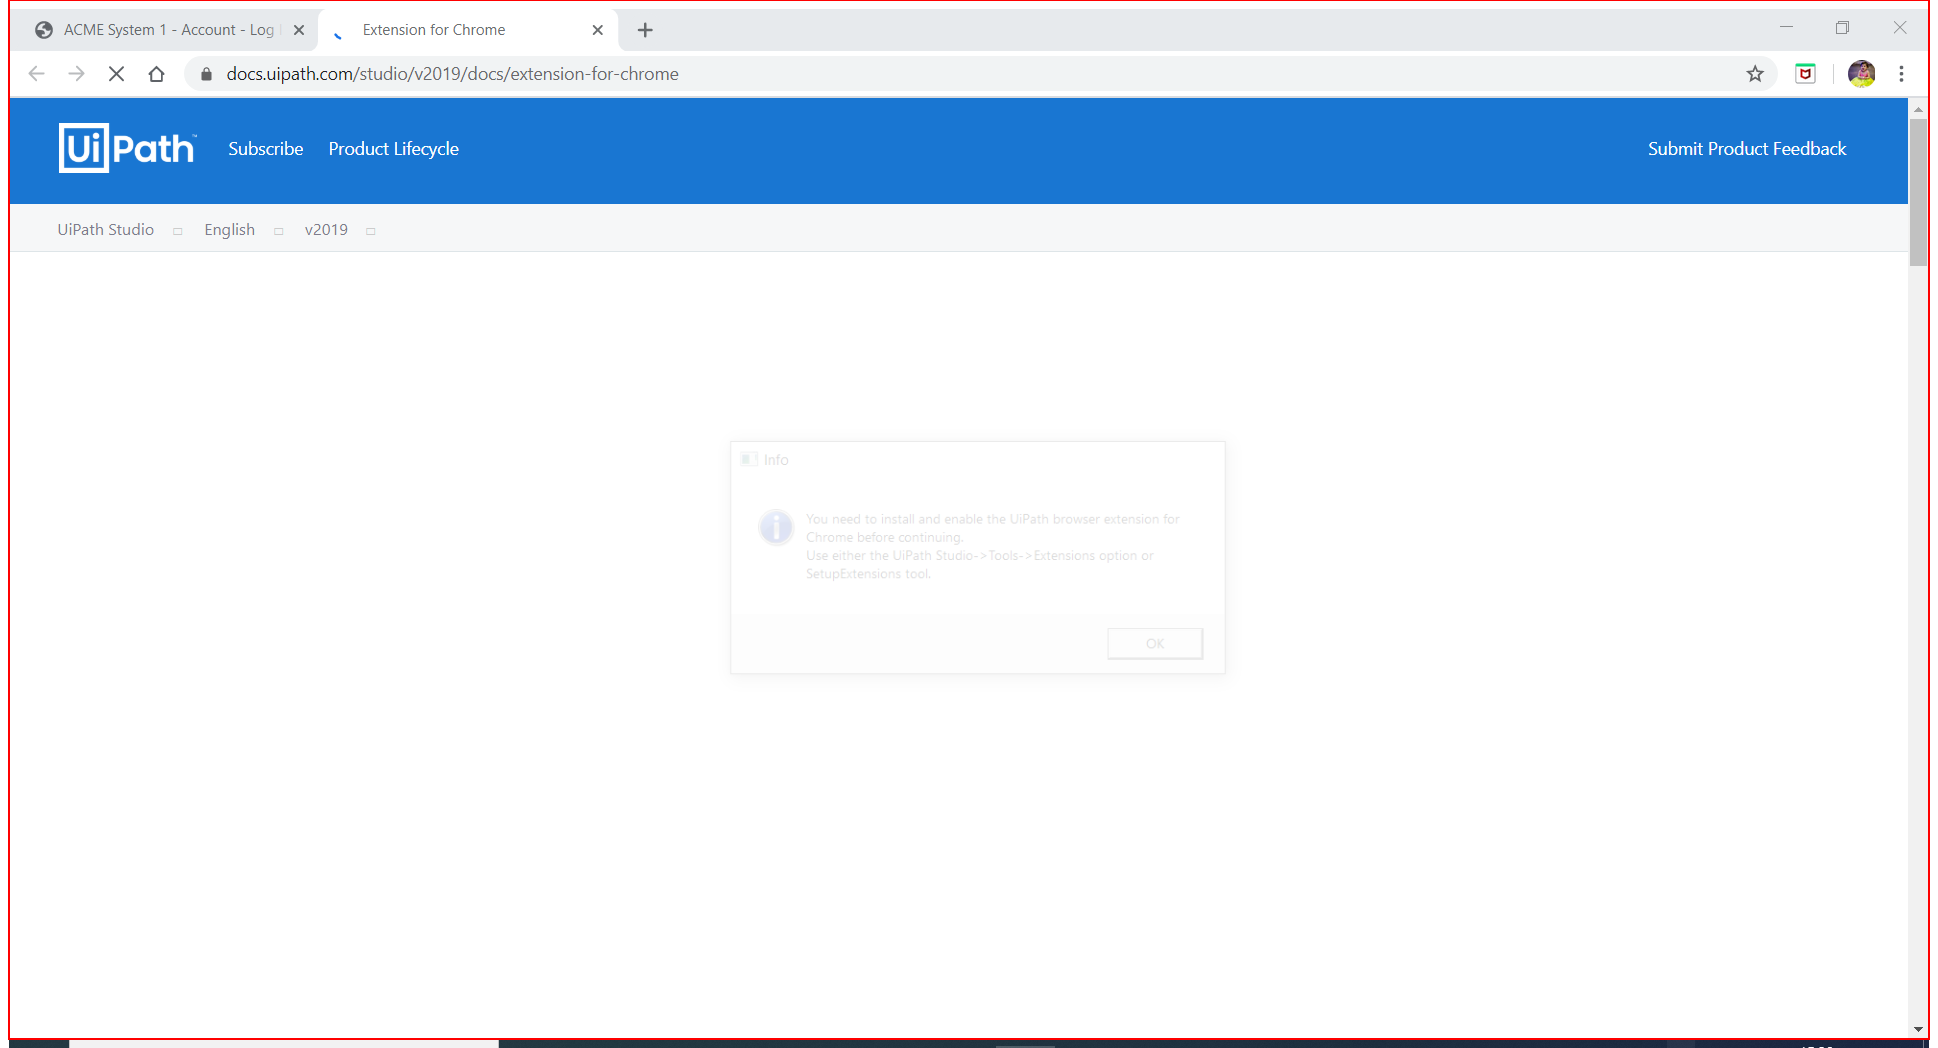 ACME System 1 - Account - Log
Extension for Chrome
docs.uipath.com/studio/v2019/docs/extension-for-chrome
UiPath™
Subscribe
Product Lifecycle
Submit Product Feedback
UiPath Studio
English
v2019
Info
You need to install and enable the UiPath browser extension for
Chrome before continuing.
Use either the UiPath Studio->Tools->Extensions option or
SetupExtensions tool.
OK